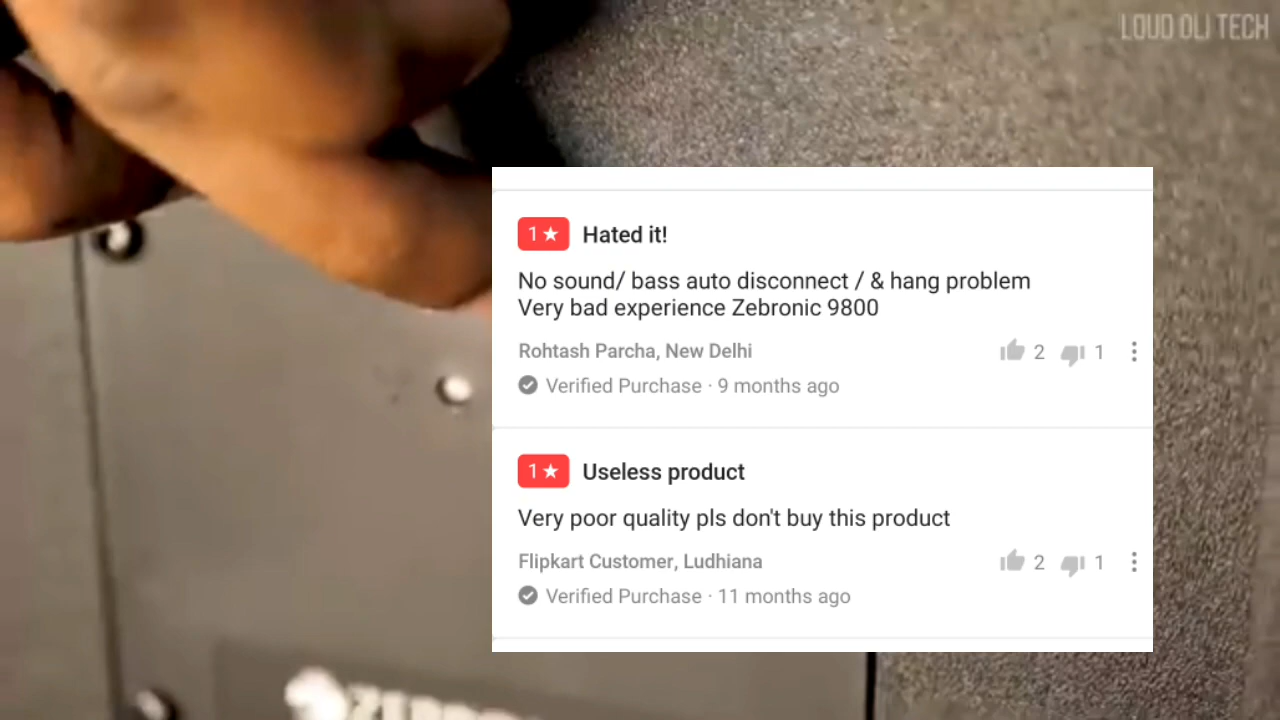 LOUD OLI TECH
1★ Hated it!
No sound/ bass auto disconnect / & hang problem
Very bad experience Zebronic 9800
Rohtash Parcha, New Delhi
2 1
Verified Purchase · 9 months ago
1★ Useless product
Very poor quality pls don't buy this product
Flipkart Customer, Ludhiana
2 1
Verified Purchase · 11 months ago